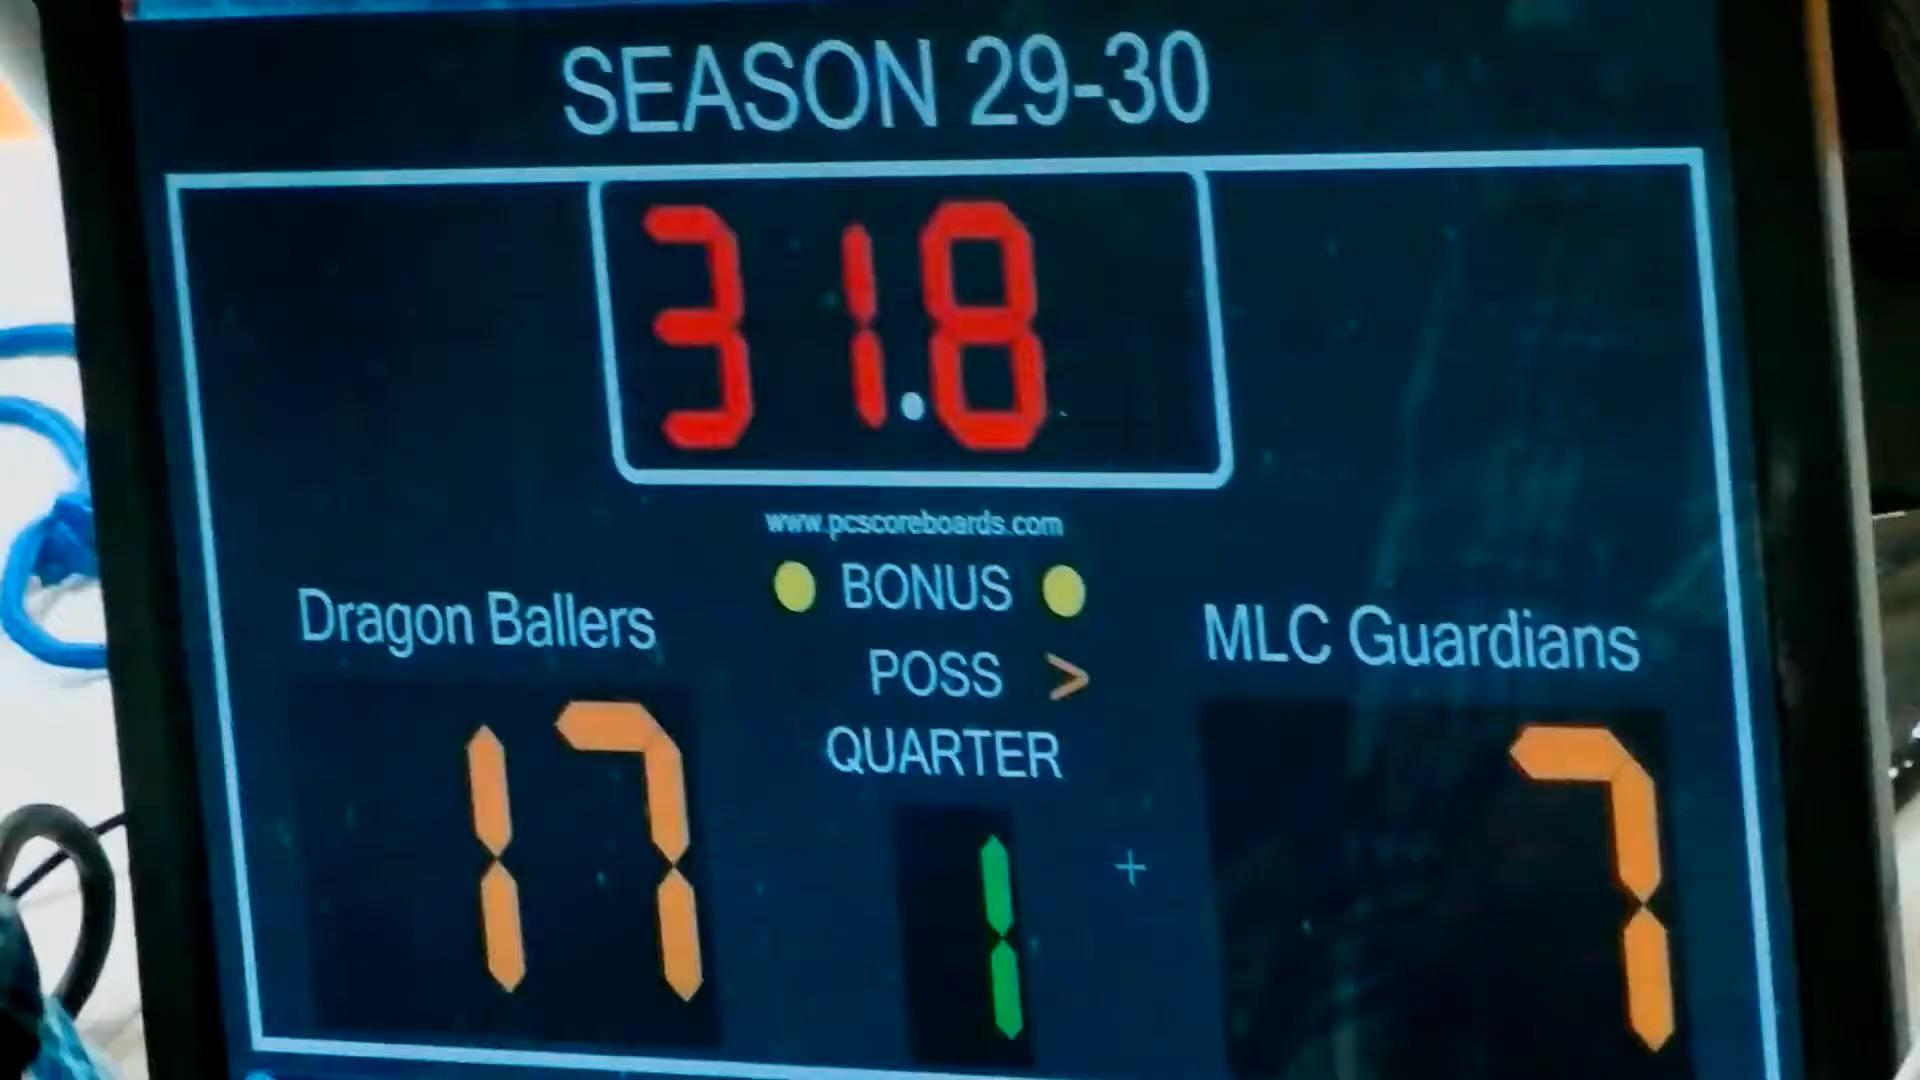 SEASON 29-30
31.8
www.pcscoreboards.com
BONUS
Dragon Ballers
MLC Guardians
POSS >
QUARTER
17
1
7